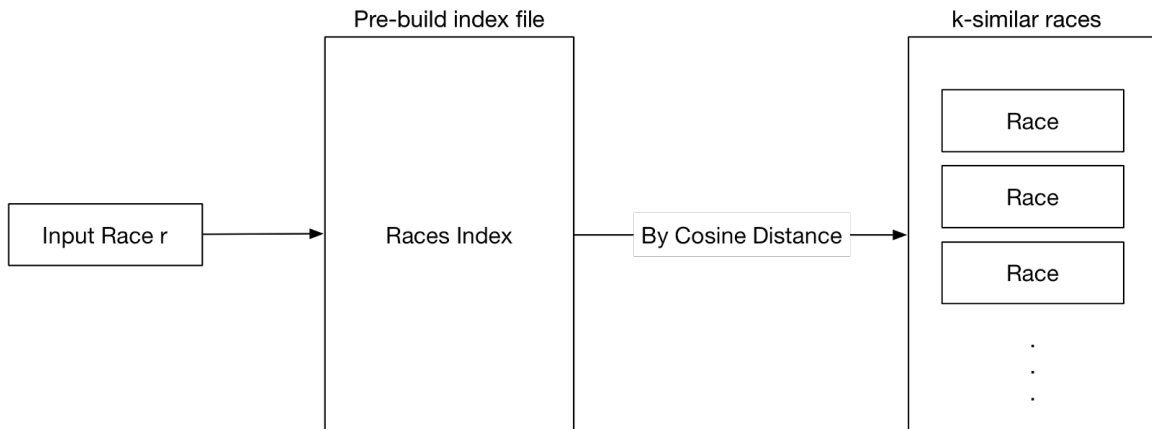 Pre-build index file
k-similar races
Race
Race
Input Race r
Races Index
By Cosine Distance
Race
.
.
.